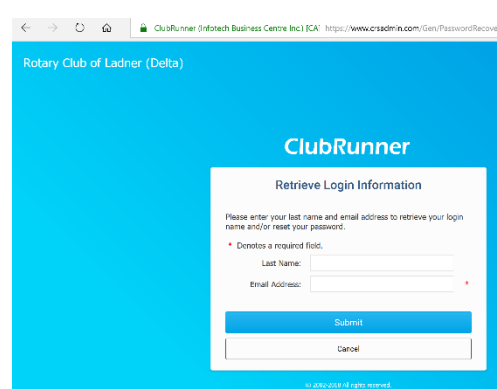 ClubRunner (Infotech Business Centre Inc.) [CA] https://www.crsadmin.com/Gen/PasswordRecove
Rotary Club of Ladner (Delta)
ClubRunner
Retrieve Login Information
Please enter your last name and email address to retrieve your login
name and/or reset your password.
* Denotes a required field.
Last Name:
Email Address: *
Submit
Cancel
© 2002-2018 All rights reserved.